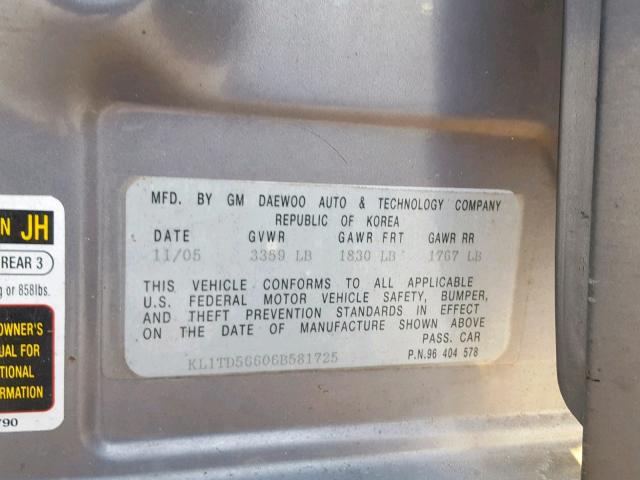 MFD. BY GM DAEWOO AUTO & TECHNOLOGY COMPANY
REPUBLIC OF KOREA
DATE GVWR GAWR FRT GAWR RR
11/05 3359 LB 1830 LB 1767 LB
THIS VEHICLE CONFORMS TO ALL APPLICABLE
U.S. FEDERAL MOTOR VEHICLE SAFETY, BUMPER,
AND THEFT PREVENTION STANDARDS IN EFFECT
ON THE DATE OF MANUFACTURE SHOWN ABOVE
PASS. CAR
KL1TD56606B581725 P.N.96 404 578
N JH
REAR 3
g or 858lbs.
OWNER'S
UAL FOR
TIONAL
ORMATION
790